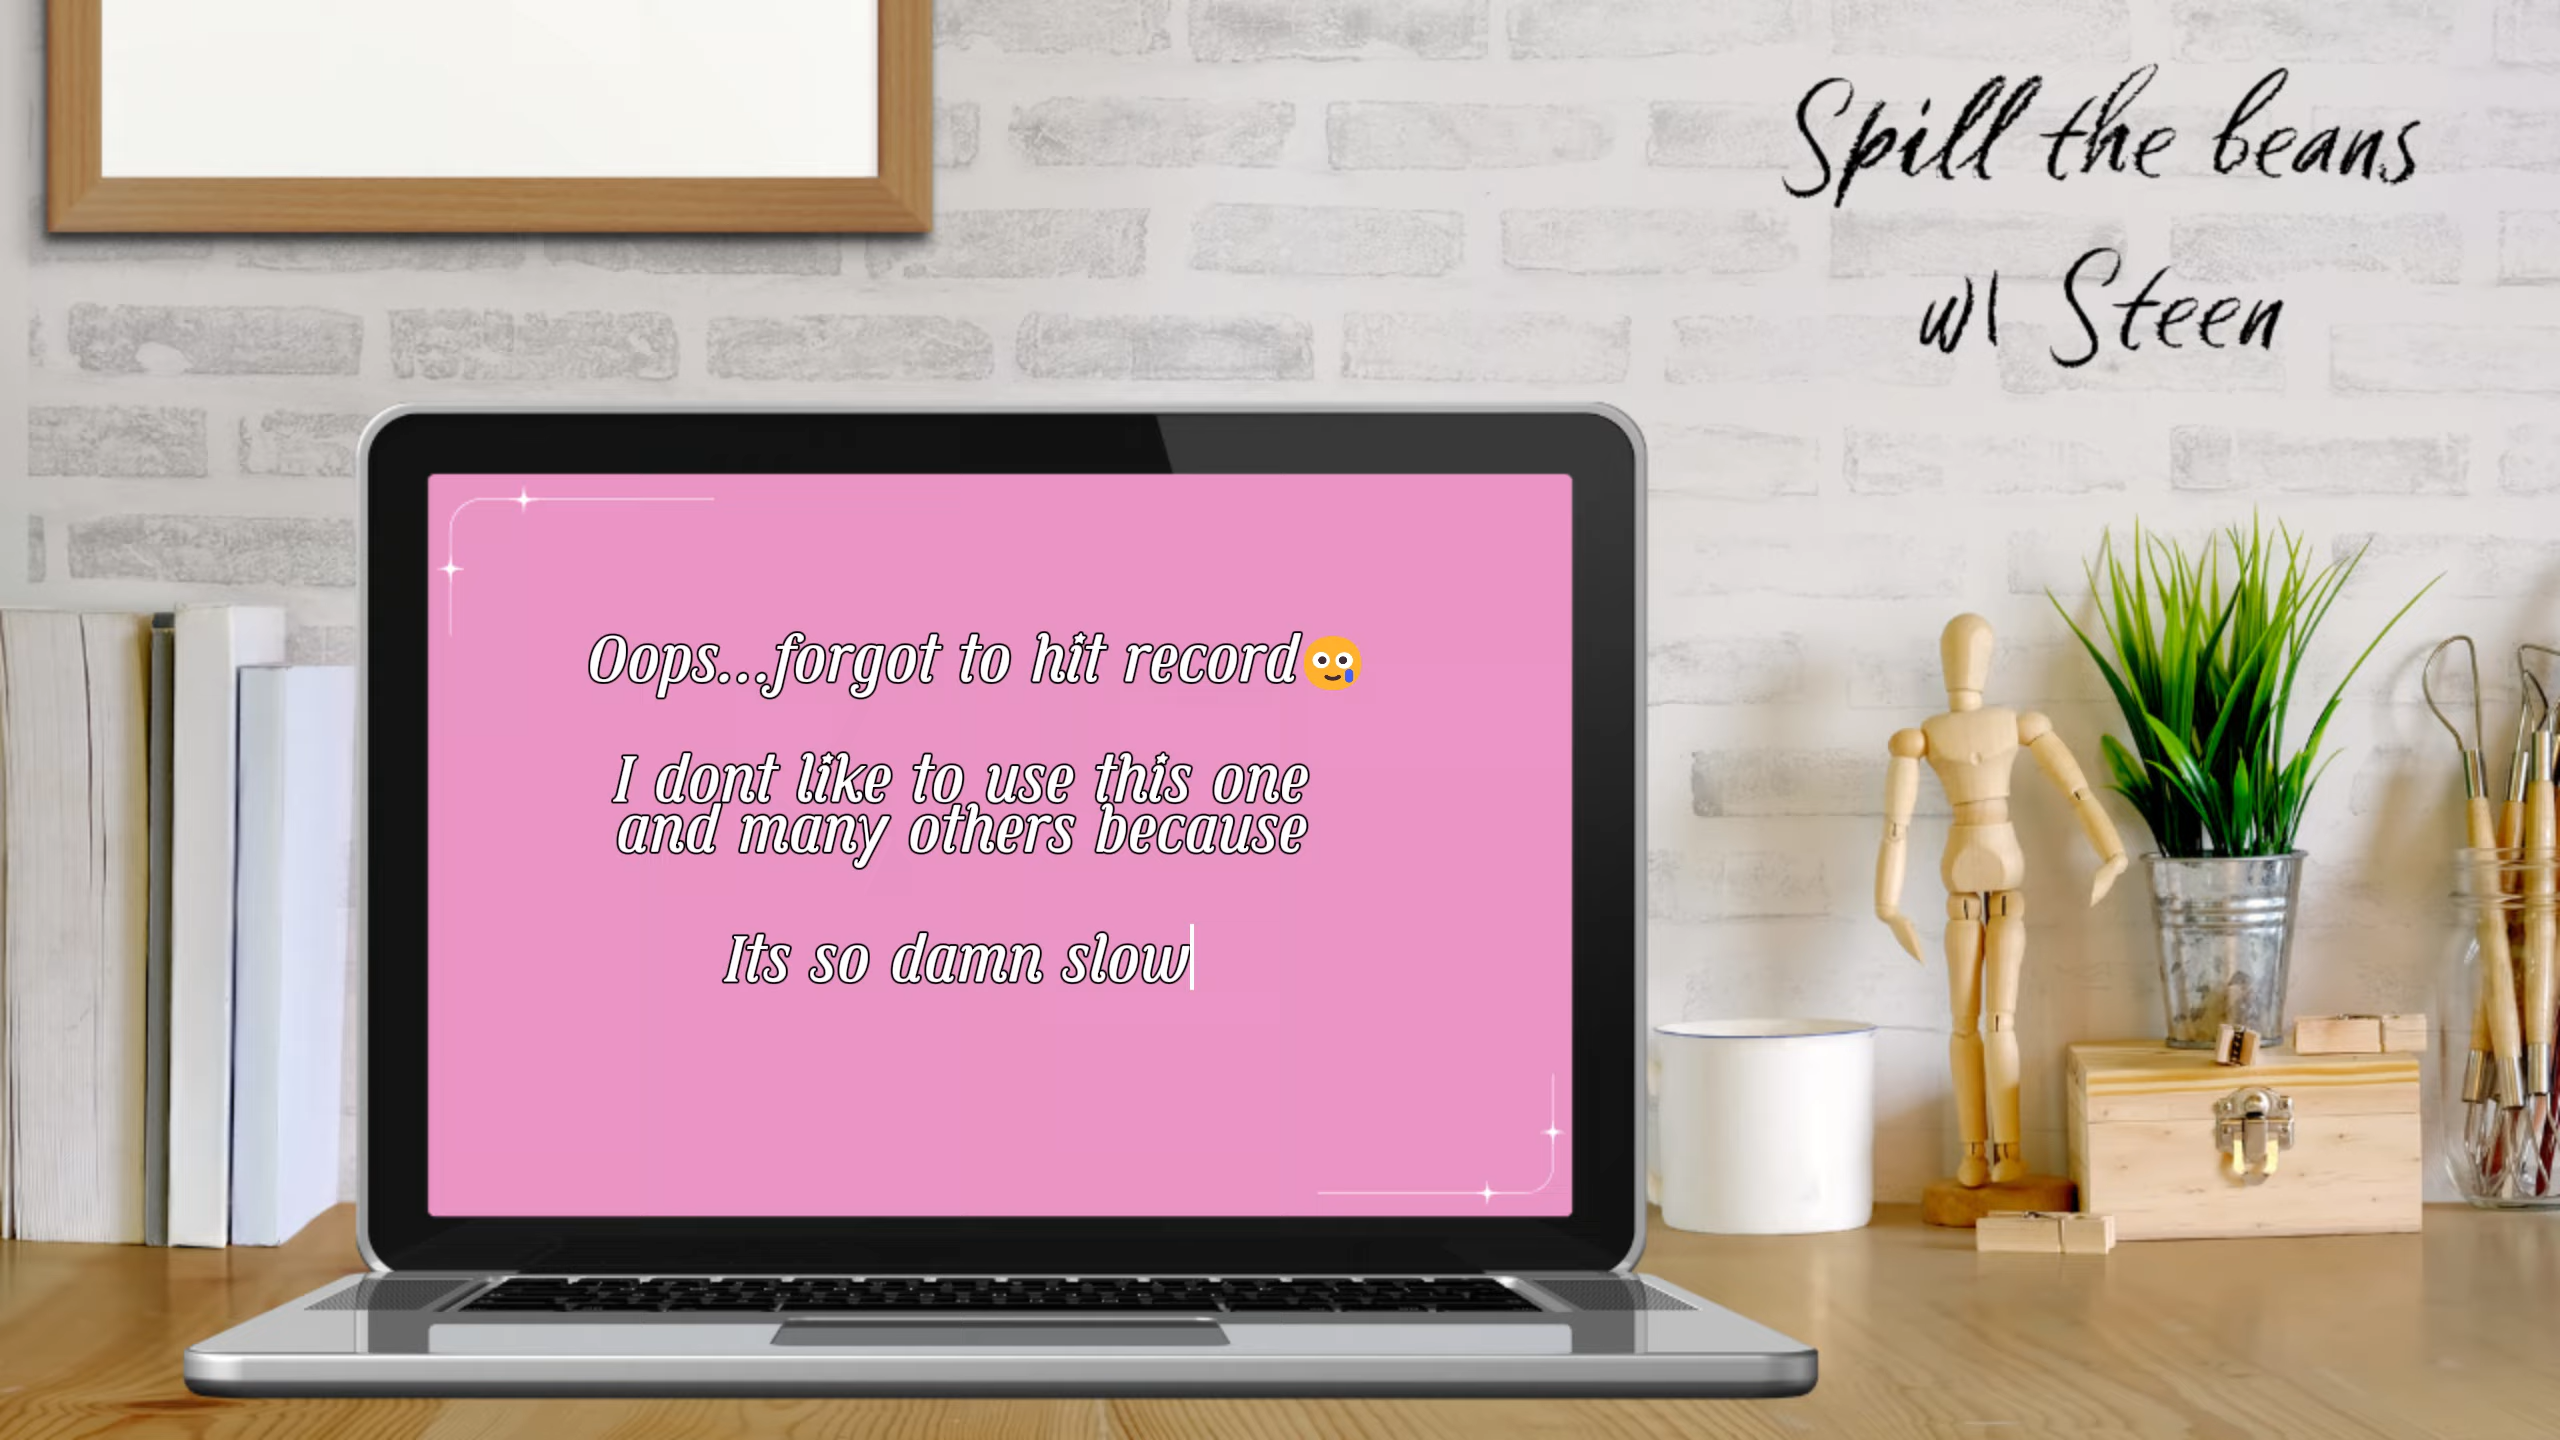 Spill the beans
w/ Steen
Oops...forgot to hit record🥲
I dont like to use this one
and many others because
Its so damn slow